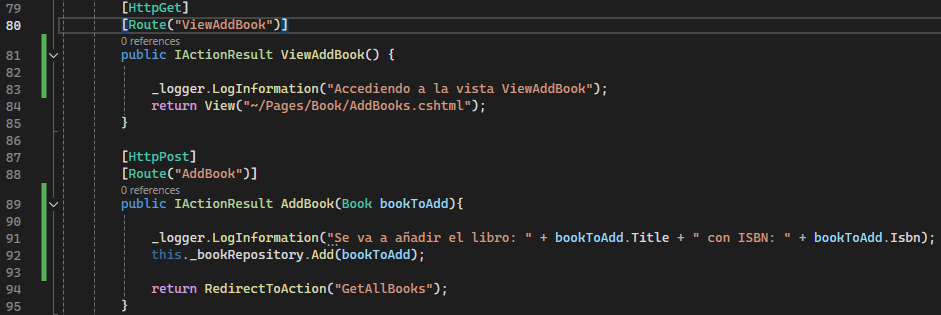 79 [HttpGet]
80 [Route("ViewAddBook")]
0 references
81 public IActionResult ViewAddBook() {
82
83 _logger.LogInformation("Accediendo a la vista ViewAddBook");
84 return View("~/Pages/Book/AddBooks.cshtml");
85 }
86
87 [HttpPost]
88 [Route("AddBook")]
0 references
89 public IActionResult AddBook(Book bookToAdd){
90
91 _logger.LogInformation("Se va a añadir el libro: " + bookToAdd.Title + " con ISBN: " + bookToAdd.Isbn);
92 this._bookRepository.Add(bookToAdd);
93
94 return RedirectToAction("GetAllBooks");
95 }